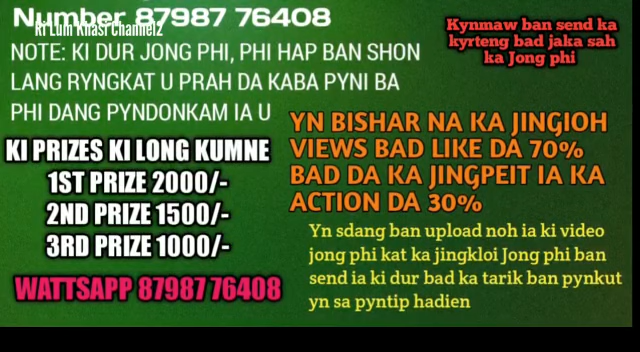 Number 87987 76408
Ri Lum Khasi Channel2
NOTE: KI DUR JONG PHI, PHI HAP BAN SHON
LANG RYNGKAT U PRAH DA KABA PYNI BA
PHI DANG PYNDONKAM IA U
Kynmaw ban send ka
kyrteng bad jaka sah
ka Jong phi
KI PRIZES KI LONG KUMNE
1ST PRIZE 2000/-
2ND PRIZE 1500/-
3RD PRIZE 1000/-
WATTSAPP 87987 76408
YN BISHAR NA KA JINGIOH
VIEWS BAD LIKE DA 70%
BAD DA KA JINGPEIT IA KA
ACTION DA 30%
Yn sdang ban upload noh ia ki video
jong phi kat ka jingkloi Jong phi ban
send ia ki dur bad ka tarik ban pynkut
yn sa pyntip hadien